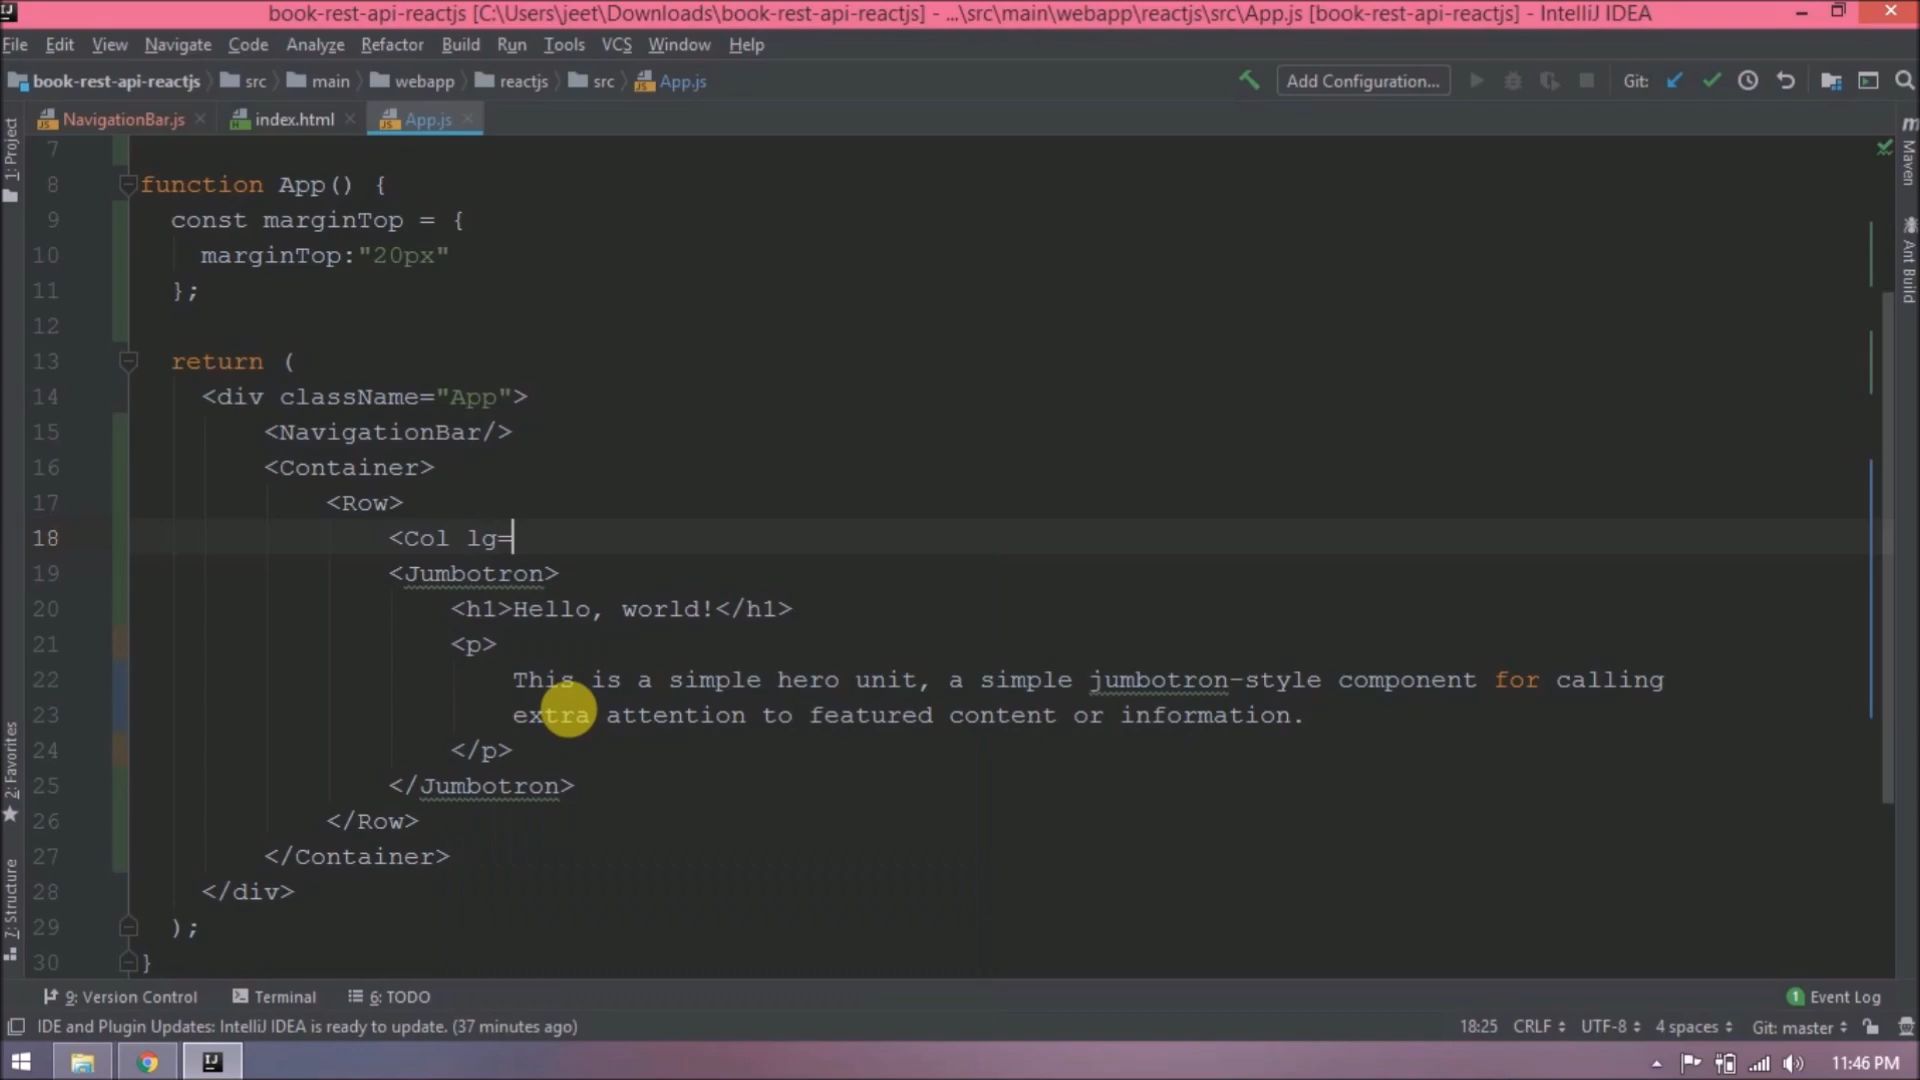 book-rest-api-reactjs [C:\Users\jeet\Downloads\book-rest-api-reactjs] - ...\src\main\webapp\reactjs\src\App.js [book-rest-api-reactjs] - IntelliJ IDEA
File Edit View Navigate Code Analyze Refactor Build Run Tools VCS Window Help
book-rest-api-reactjs src main webapp reactjs src App.js Add Configuration... Git:
NavigationBar.js index.html App.js
1: Project
Maven
Ant Build
2: Favorites
7: Structure
7
8 function App() {
9 const marginTop = {
10 marginTop:"20px"
11 };
12
13 return (
14 <div className="App">
15 <NavigationBar/>
16 <Container>
17 <Row>
18 <Col lg=
19 <Jumbotron>
20 <h1>Hello, world!</h1>
21 <p>
22 This is a simple hero unit, a simple jumbotron-style component for calling
23 extra attention to featured content or information.
24 </p>
25 </Jumbotron>
26 </Row>
27 </Container>
28 </div>
29 );
30 }
9: Version Control Terminal 6: TODO 1 Event Log
IDE and Plugin Updates: IntelliJ IDEA is ready to update. (37 minutes ago) 18:25 CRLF UTF-8 4 spaces Git: master
11:46 PM